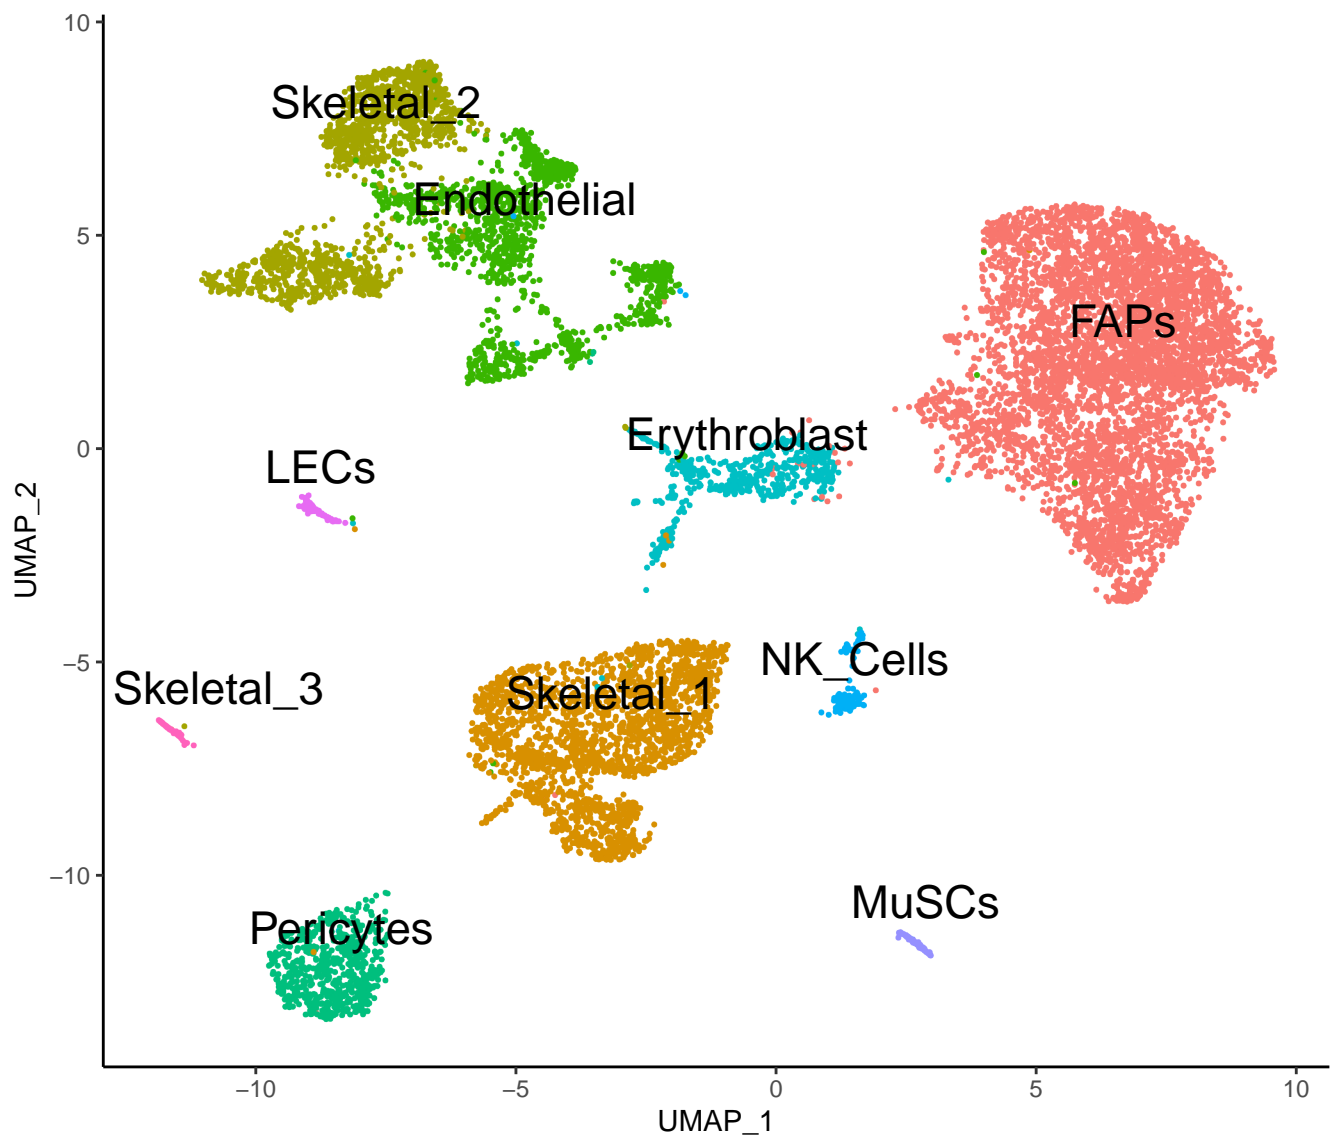 10
Skeletal_2
Endothelial
5
FAPs
Erythroblast
0
LECs
UMAP_2
NK_Cells
−5
Skeletal_3
Skeletal_1
−10
MuSCs
Pericytes
−10
−5
0
5
10
UMAP_1